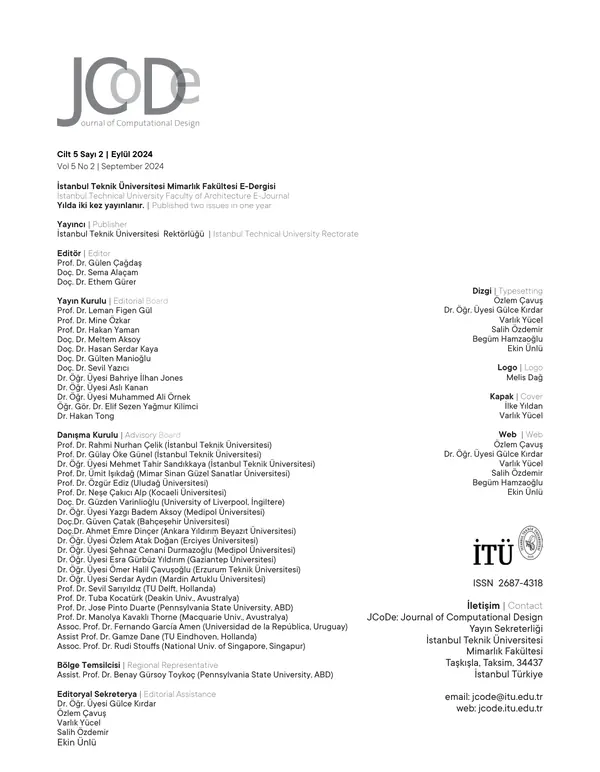 JCoDe
Journal of Computational Design
Cilt 5 Sayı 2 | Eylül 2024
Vol 5 No 2 | September 2024
İstanbul Teknik Üniversitesi Mimarlık Fakültesi E-Dergisi
Istanbul Technical University Faculty of Architecture E-Journal
Yılda iki kez yayınlanır. | Published two issues in one year
Yayıncı | Publisher
İstanbul Teknik Üniversitesi Rektörlüğü | Istanbul Technical University Rectorate
Editör | Editor
Prof. Dr. Gülen Çağdaş
Doç. Dr. Sema Alaçam
Doç. Dr. Ethem Gürer
Yayın Kurulu | Editorial Board
Prof. Dr. Leman Figen Gül
Prof. Dr. Mine Özkar
Prof. Dr. Hakan Yaman
Doç. Dr. Meltem Aksoy
Doç. Dr. Hasan Serdar Kaya
Doç. Dr. Gülten Manioğlu
Doç. Dr. Sevil Yazıcı
Dr. Öğr. Üyesi Bahriye İlhan Jones
Dr. Öğr. Üyesi Aslı Kanan
Dr. Öğr. Üyesi Muhammed Ali Örnek
Öğr. Gör. Dr. Elif Sezen Yağmur Kilimci
Dr. Hakan Tong
Danışma Kurulu | Advisory Board
Prof. Dr. Rahmi Nurhan Çelik (İstanbul Teknik Üniversitesi)
Prof. Dr. Gülay Öke Günel (İstanbul Teknik Üniversitesi)
Dr. Öğr. Üyesi Mehmet Tahir Sandıkkaya (İstanbul Teknik Üniversitesi)
Prof. Dr. Ümit Işıkdağ (Mimar Sinan Güzel Sanatlar Üniversitesi)
Prof. Dr. Özgür Ediz (Uludağ Üniversitesi)
Prof. Dr. Neşe Çakıcı Alp (Kocaeli Üniversitesi)
Doç. Dr. Güzden Varinlioğlu (University of Liverpool, İngiltere)
Dr. Öğr. Üyesi Yazgı Badem Aksoy (Medipol Üniversitesi)
Doç.Dr. Güven Çatak (Bahçeşehir Üniversitesi)
Doç.Dr. Ahmet Emre Dinçer (Ankara Yıldırım Beyazıt Üniversitesi)
Dr. Öğr. Üyesi Özlem Atak Doğan (Erciyes Üniversitesi)
Dr. Öğr. Üyesi Şehnaz Cenani Durmazoğlu (Medipol Üniversitesi)
Dr. Öğr. Üyesi Esra Gürbüz Yıldırım (Gaziantep Üniversitesi)
Dr. Öğr. Üyesi Ömer Halil Çavuşoğlu (Erzurum Teknik Üniversitesi)
Dr. Öğr. Üyesi Serdar Aydın (Mardin Artuklu Üniversitesi)
Prof. Dr. Sevil Sarıyıldız (TU Delft, Hollanda)
Prof. Dr. Tuba Kocatürk (Deakin Univ., Avustralya)
Prof. Dr. Jose Pinto Duarte (Pennsylvania State University, ABD)
Prof. Dr. Manolya Kavaklı Thorne (Macquarie Univ., Avustralya)
Assoc. Prof. Dr. Fernando García Amen (Universidad de la República, Uruguay)
Assist Prof. Dr. Gamze Dane (TU Eindhoven, Hollanda)
Assoc. Prof. Dr. Rudi Stouffs (National Univ. of Singapore, Singapur)
Bölge Temsilcisi | Regional Representative
Assist. Prof. Dr. Benay Gürsoy Toykoç (Pennsylvania State University, ABD)
Editoryal Sekreterya | Editorial Assistance
Dr. Öğr. Üyesi Gülce Kırdar
Özlem Çavuş
Varlık Yücel
Salih Özdemir
Ekin Ünlü
Dizgi | Typesetting
Özlem Çavuş
Dr. Öğr. Üyesi Gülce Kırdar
Varlık Yücel
Salih Özdemir
Begüm Hamzaoğlu
Ekin Ünlü
Logo | Logo
Melis Dağ
Kapak | Cover
İlke Yıldan
Varlık Yücel
Web | Web
Özlem Çavuş
Dr. Öğr. Üyesi Gülce Kırdar
Varlık Yücel
Salih Özdemir
Begüm Hamzaoğlu
Ekin Ünlü
İTÜ
ISSN 2687-4318
İletişim | Contact
JCoDe: Journal of Computational Design
Yayın Sekreterliği
İstanbul Teknik Üniversitesi
Mimarlık Fakültesi
Taşkışla, Taksim, 34437
İstanbul Türkiye
email: jcode@itu.edu.tr
web: jcode.itu.edu.tr